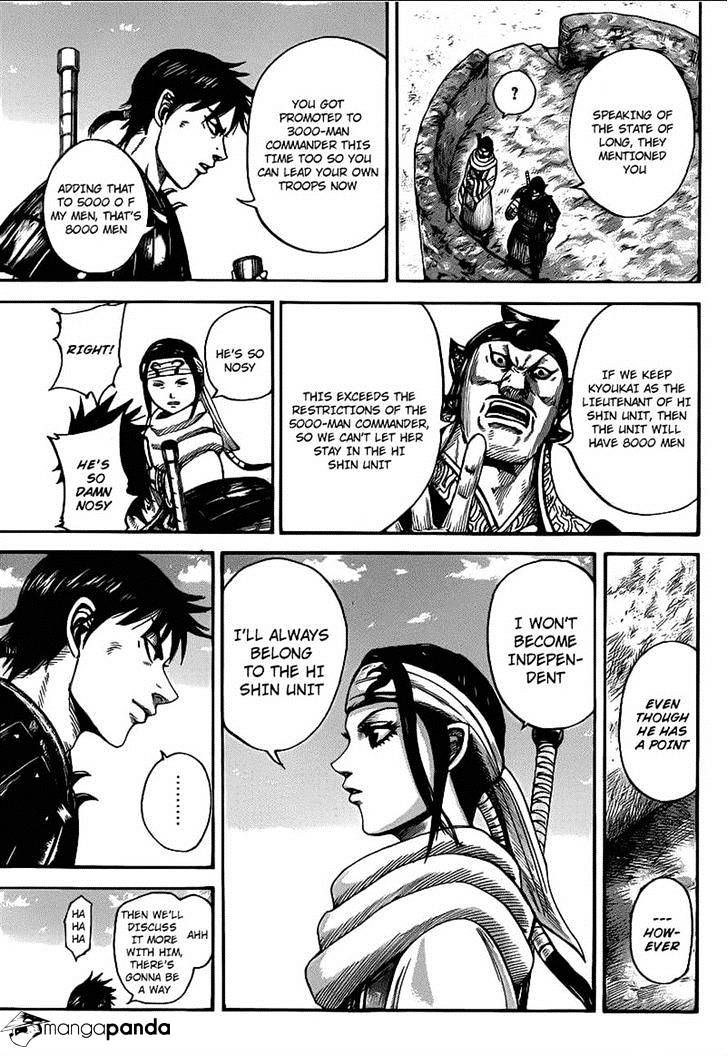 SPEAKING
OF THE STATE
OF LONG, THEY
MENTIONED
YOU
?
YOU GOT
PROMOTED TO
3000-MAN
COMMANDER THIS
TIME TOO SO YOU
CAN LEAD YOUR OWN
TROOPS NOW
ADDING THAT
TO 5000 O F
MY MEN, THAT'S
8000 MEN
IF WE KEEP
KYOUKAI AS THE
LIEUTENANT OF HI
SHIN UNIT, THEN
THE UNIT WILL
HAVE 8000 MEN
THIS EXCEEDS THE
RESTRICTIONS OF THE
5000-MAN COMMANDER,
SO WE CAN'T LET HER
STAY IN THE HI
SHIN UNIT
HE'S SO
NOSY
RIGHT!
HE'S
SO
DAMN
NOSY
EVEN
THOUGH
HE HAS
A POINT
---
HOW-
EVER
I WON'T
BECOME
INDEPEN-
DENT
I'LL ALWAYS
BELONG
TO THE HI
SHIN UNIT
........
AHH
THEN WE'LL
DISCUSS
IT MORE
WITH HIM,
THERE'S
GONNA BE
A WAY
HA
HA
HA
mangapanda